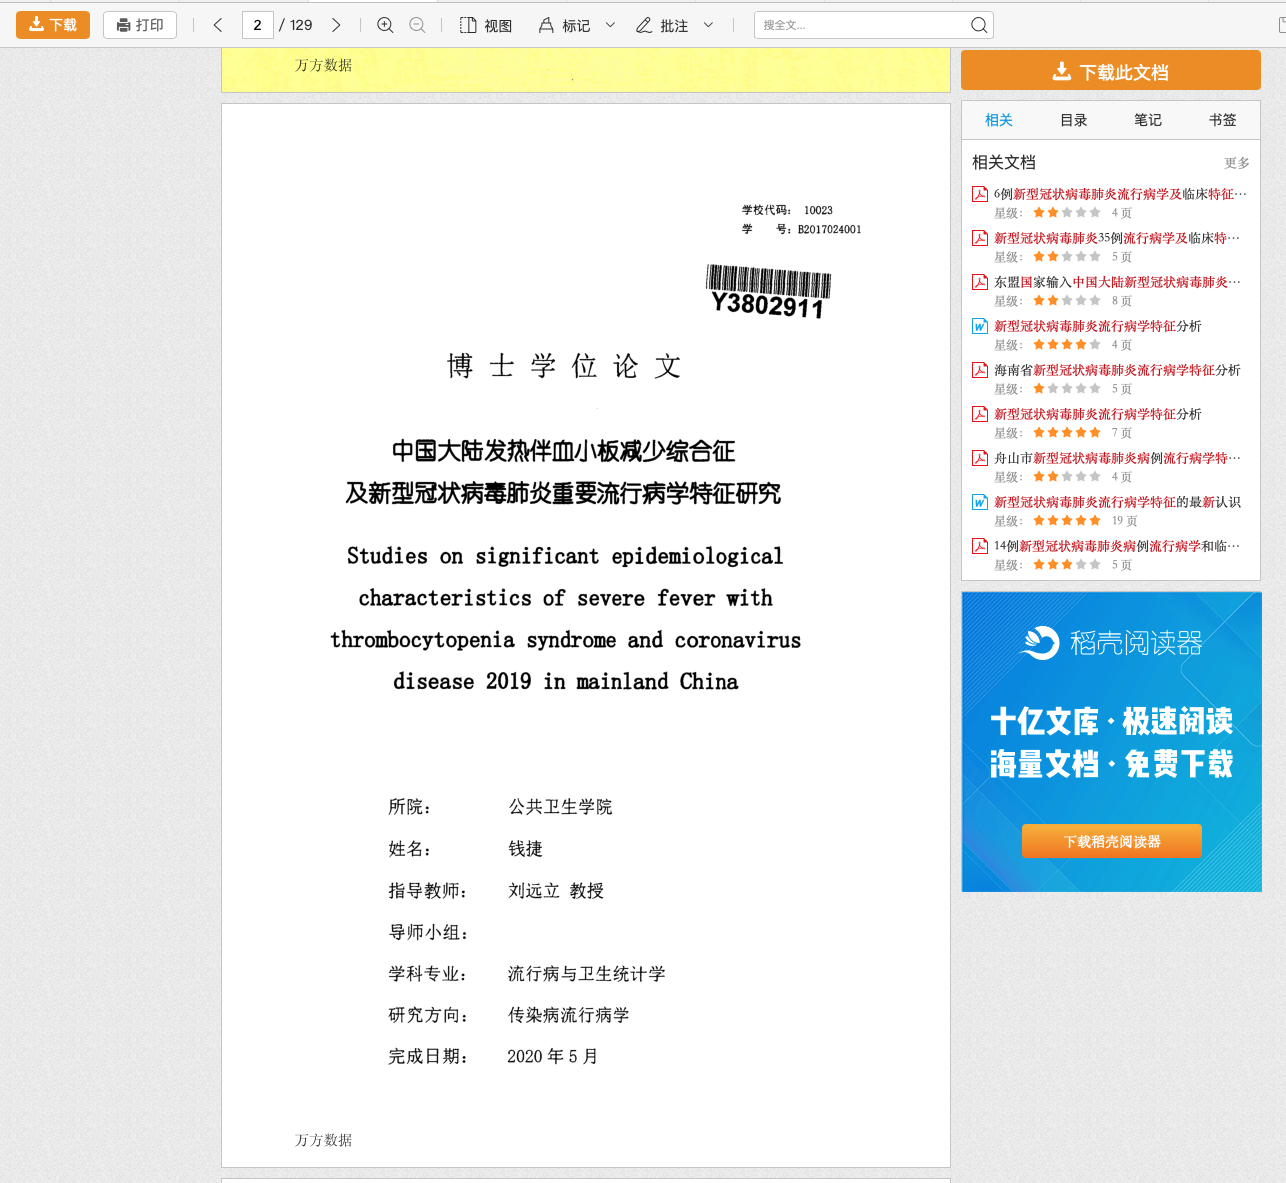 下载
打印
2 / 129
视图
标记
批注
搜全文...
万方数据
学校代码： 10023
学 号：B2017024001
Y3802911
博士学位论文
中国大陆发热伴血小板减少综合征
及新型冠状病毒肺炎重要流行病学特征研究
Studies on significant epidemiological
characteristics of severe fever with
thrombocytopenia syndrome and coronavirus
disease 2019 in mainland China
所院： 公共卫生学院
姓名： 钱捷
指导教师： 刘远立 教授
导师小组：
学科专业： 流行病与卫生统计学
研究方向： 传染病流行病学
完成日期： 2020 年 5 月
万方数据
下载此文档
相关 目录 笔记 书签
相关文档 更多
6例新型冠状病毒肺炎流行病学及临床特征…
星级： 4 页
新型冠状病毒肺炎35例流行病学及临床特…
星级： 5 页
东盟国家输入中国大陆新型冠状病毒肺炎…
星级： 8 页
新型冠状病毒肺炎流行病学特征分析
星级： 4 页
海南省新型冠状病毒肺炎流行病学特征分析
星级： 5 页
新型冠状病毒肺炎流行病学特征分析
星级： 7 页
舟山市新型冠状病毒肺炎病例流行病学特…
星级： 4 页
新型冠状病毒肺炎流行病学特征的最新认识
星级： 19 页
14例新型冠状病毒肺炎病例流行病学和临…
星级： 5 页
稻壳阅读器
十亿文库·极速阅读
海量文档·免费下载
下载稻壳阅读器